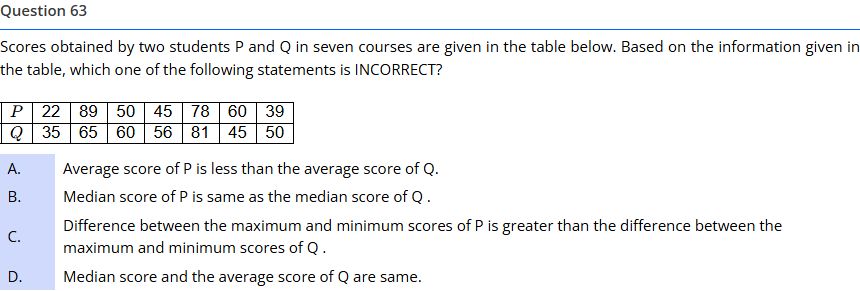 Question 63
Scores obtained by two students P and Q in seven courses are given in the table below. Based on the information given in
the table, which one of the following statements is INCORRECT?
P 22 89 50 45 78 60 39
Q 35 65 60 56 81 45 50
A. Average score of P is less than the average score of Q.
B. Median score of P is same as the median score of Q .
C. Difference between the maximum and minimum scores of P is greater than the difference between the
maximum and minimum scores of Q .
D. Median score and the average score of Q are same.